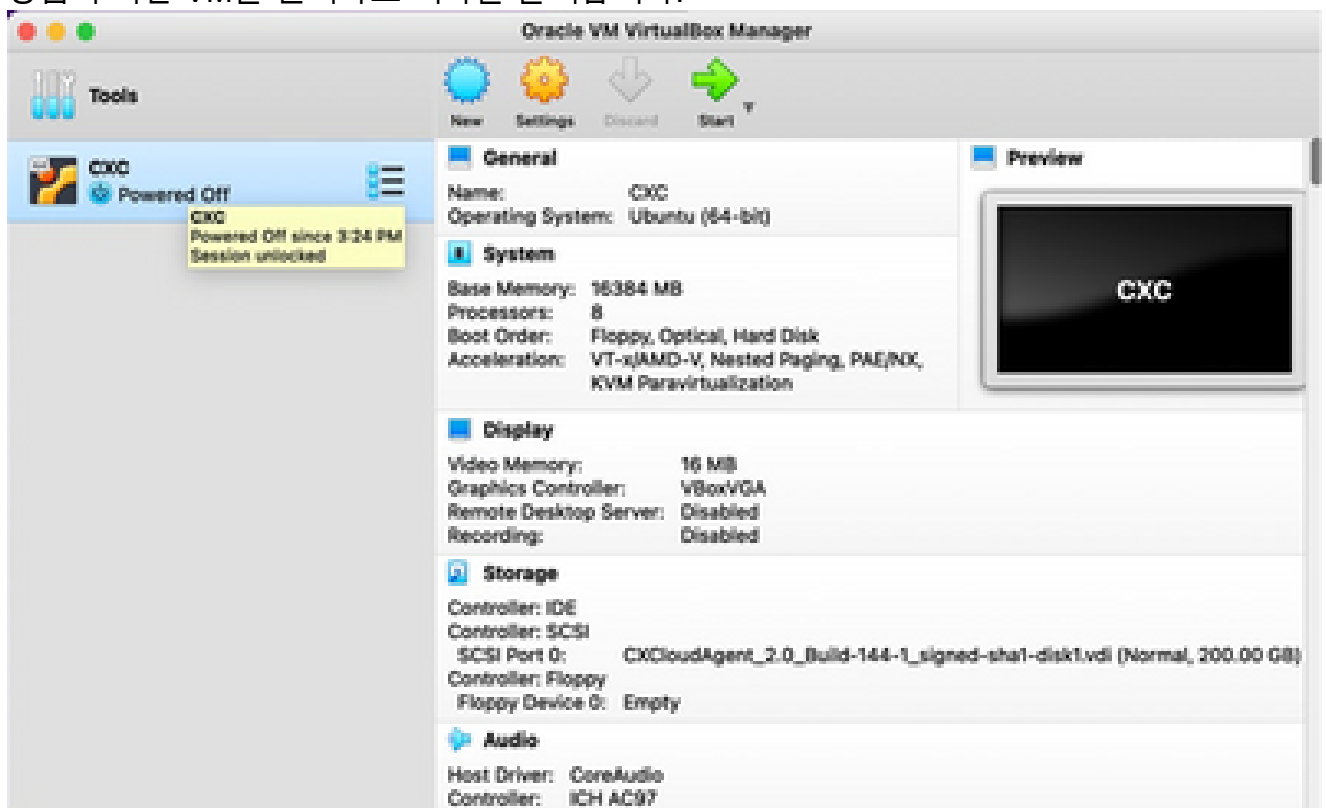 Oracle VM VirtualBox Manager
Tools
New Settings Discard Start
CXC
Powered Off
CXC
Powered Off since 3:24 PM
Session unlocked
General
Name: CXC
Operating System: Ubuntu (64-bit)
System
Base Memory: 16384 MB
Processors: 8
Boot Order: Floppy, Optical, Hard Disk
Acceleration: VT-x/AMD-V, Nested Paging, PAE/NX,
KVM Paravirtualization
Preview
CXC
Display
Video Memory: 16 MB
Graphics Controller: VBoxVGA
Remote Desktop Server: Disabled
Recording: Disabled
Storage
Controller: IDE
Controller: SCSI
SCSI Port 0: CXCloudAgent_2.0_Build-144-1_signed-sha1-disk1.vdi (Normal, 200.00 GB)
Controller: Floppy
Floppy Device 0: Empty
Audio
Host Driver: CoreAudio
Controller: ICH AC97